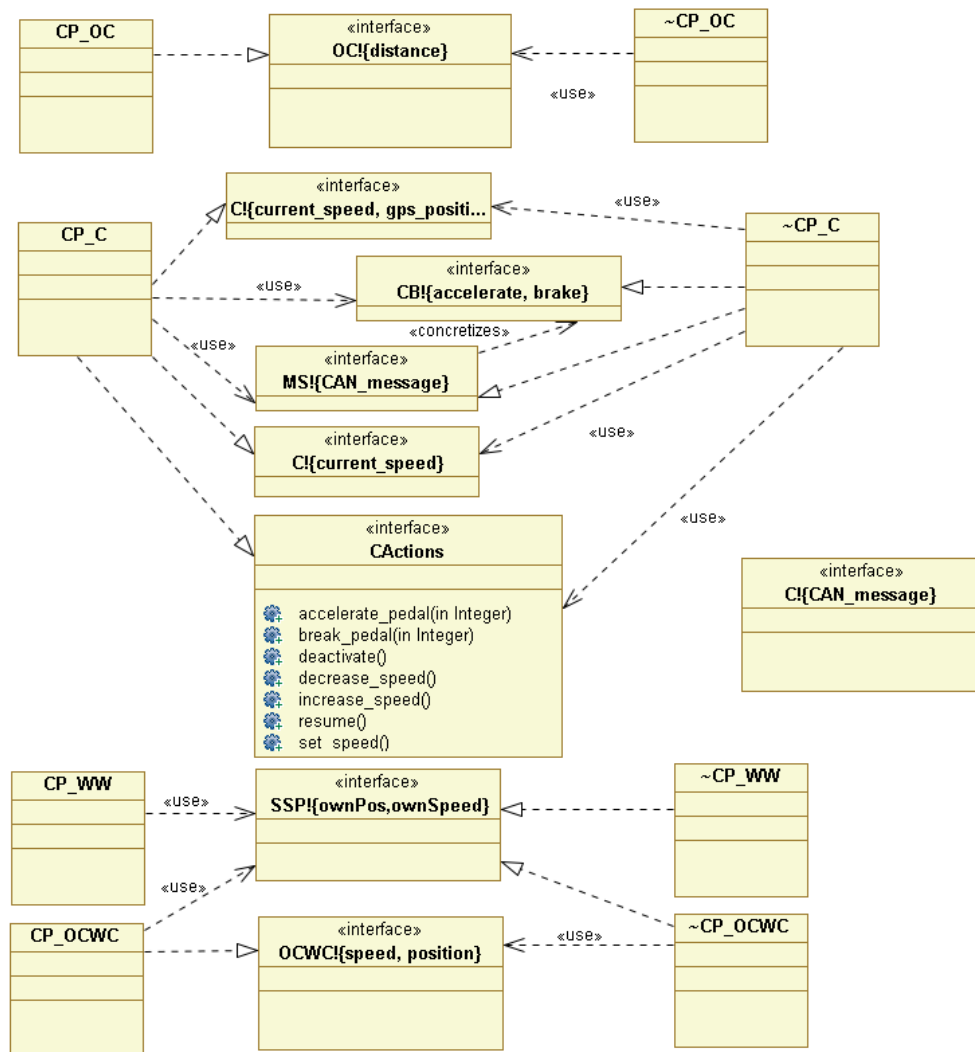 CP_OC
«interface»
OC!{distance}
~CP_OC
«use»
«interface»
C!{current_speed, gps_positi...
«use»
CP_C
~CP_C
«interface»
CB!{accelerate, brake}
«use»
«concretizes»
«use»
«interface»
MS!{CAN_message}
«interface»
C!{current_speed}
«use»
«interface»
CActions
«use»
accelerate_pedal(in Integer)
break_pedal(in Integer)
deactivate()
decrease_speed()
increase_speed()
resume()
set_speed()
«interface»
C!{CAN_message}
CP_WW
«use»
«interface»
SSP!{ownPos,ownSpeed}
~CP_WW
«use»
CP_OCWC
«interface»
OCWC!{speed, position}
«use»
~CP_OCWC